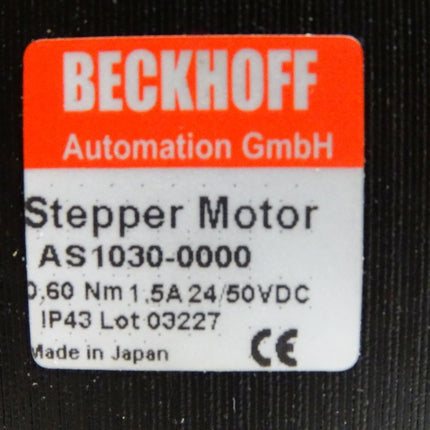 BECKHOFF
Automation GmbH
Stepper Motor
AS1030-0000
0,60 Nm 1,5A 24/50VDC
IP43 Lot 03227
Made in Japan CE